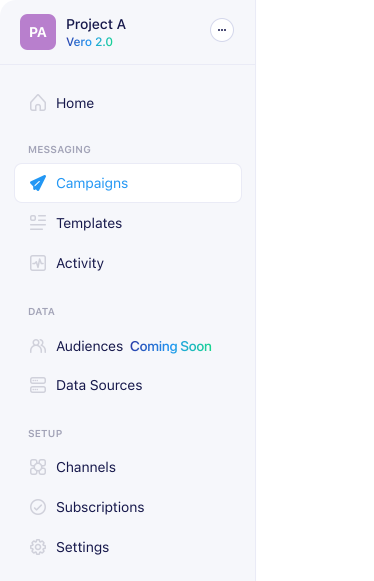 PA
Project A
Vero 2.0
Home
MESSAGING
Campaigns
Templates
Activity
DATA
Audiences Coming Soon
Data Sources
SETUP
Channels
Subscriptions
Settings